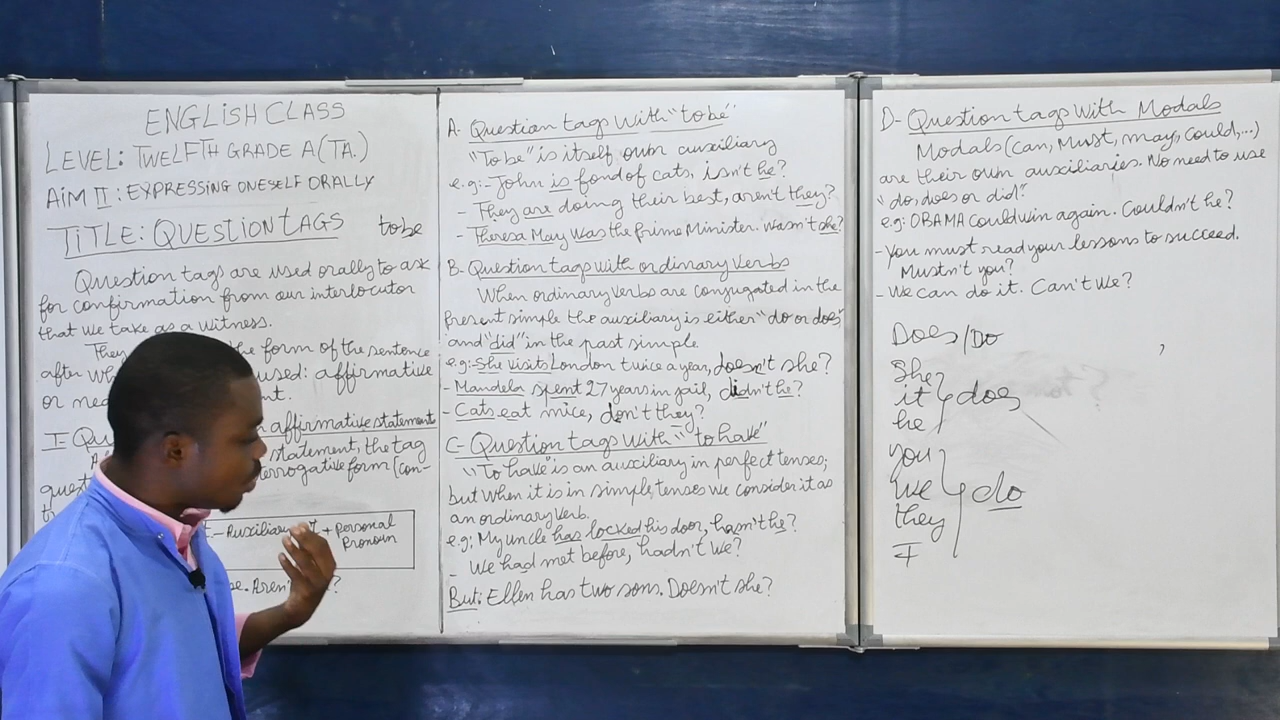 ENGLISH CLASS
LEVEL: TWELFTH GRADE A (TA.)
AIM II: EXPRESSING ONESELF ORALLY
TITLE: QUESTION TAGS to be
Question tags are used orally to ask
for confirmation from our interlocutor
that we take as a witness.
They the form of the sentence
after used: affirmative
or
I- affirmative statement
statement, the tag
quest interrogative form (con-
- Auxiliary + Personal
Pronoun
A- Question tags with "to be"
"To be" is itself own auxiliary
e.g:- John is fond of cats, isn't he?
- They are doing their best, aren't they?
- Theresa May was the frime Minister. Wasn't she?
B- Question tags with ordinary verbs
When ordinary verbs are conjugated in the
present simple the auxiliary is either "do or does"
and "did" in the past simple
e.g:- She visits London twice a year, doesn't she?
- Mandela spent 27 years in jail, didn't he?
- Cats eat mice, don't they?
C- Question tags with "to have"
"To have" is an auxiliary in perfect tenses;
but when it is in simple tenses we consider it as
an ordinary verb.
e.g: My uncle has locked his door, hasn't he?
- We had met before, hadn't we?
But: Ellen has two sons. Doesn't she?
D- Question tags with Modals
Modals (can, Must, may, could,...)
are their own auxiliaries. No need to use
"do, does or did".
e.g: OBAMA could win again. Couldn't he?
- You must read your lessons to succeed.
Mustn't you?
- We can do it. Can't we?
Does/Do
She
it does
he
you
we do
they
I